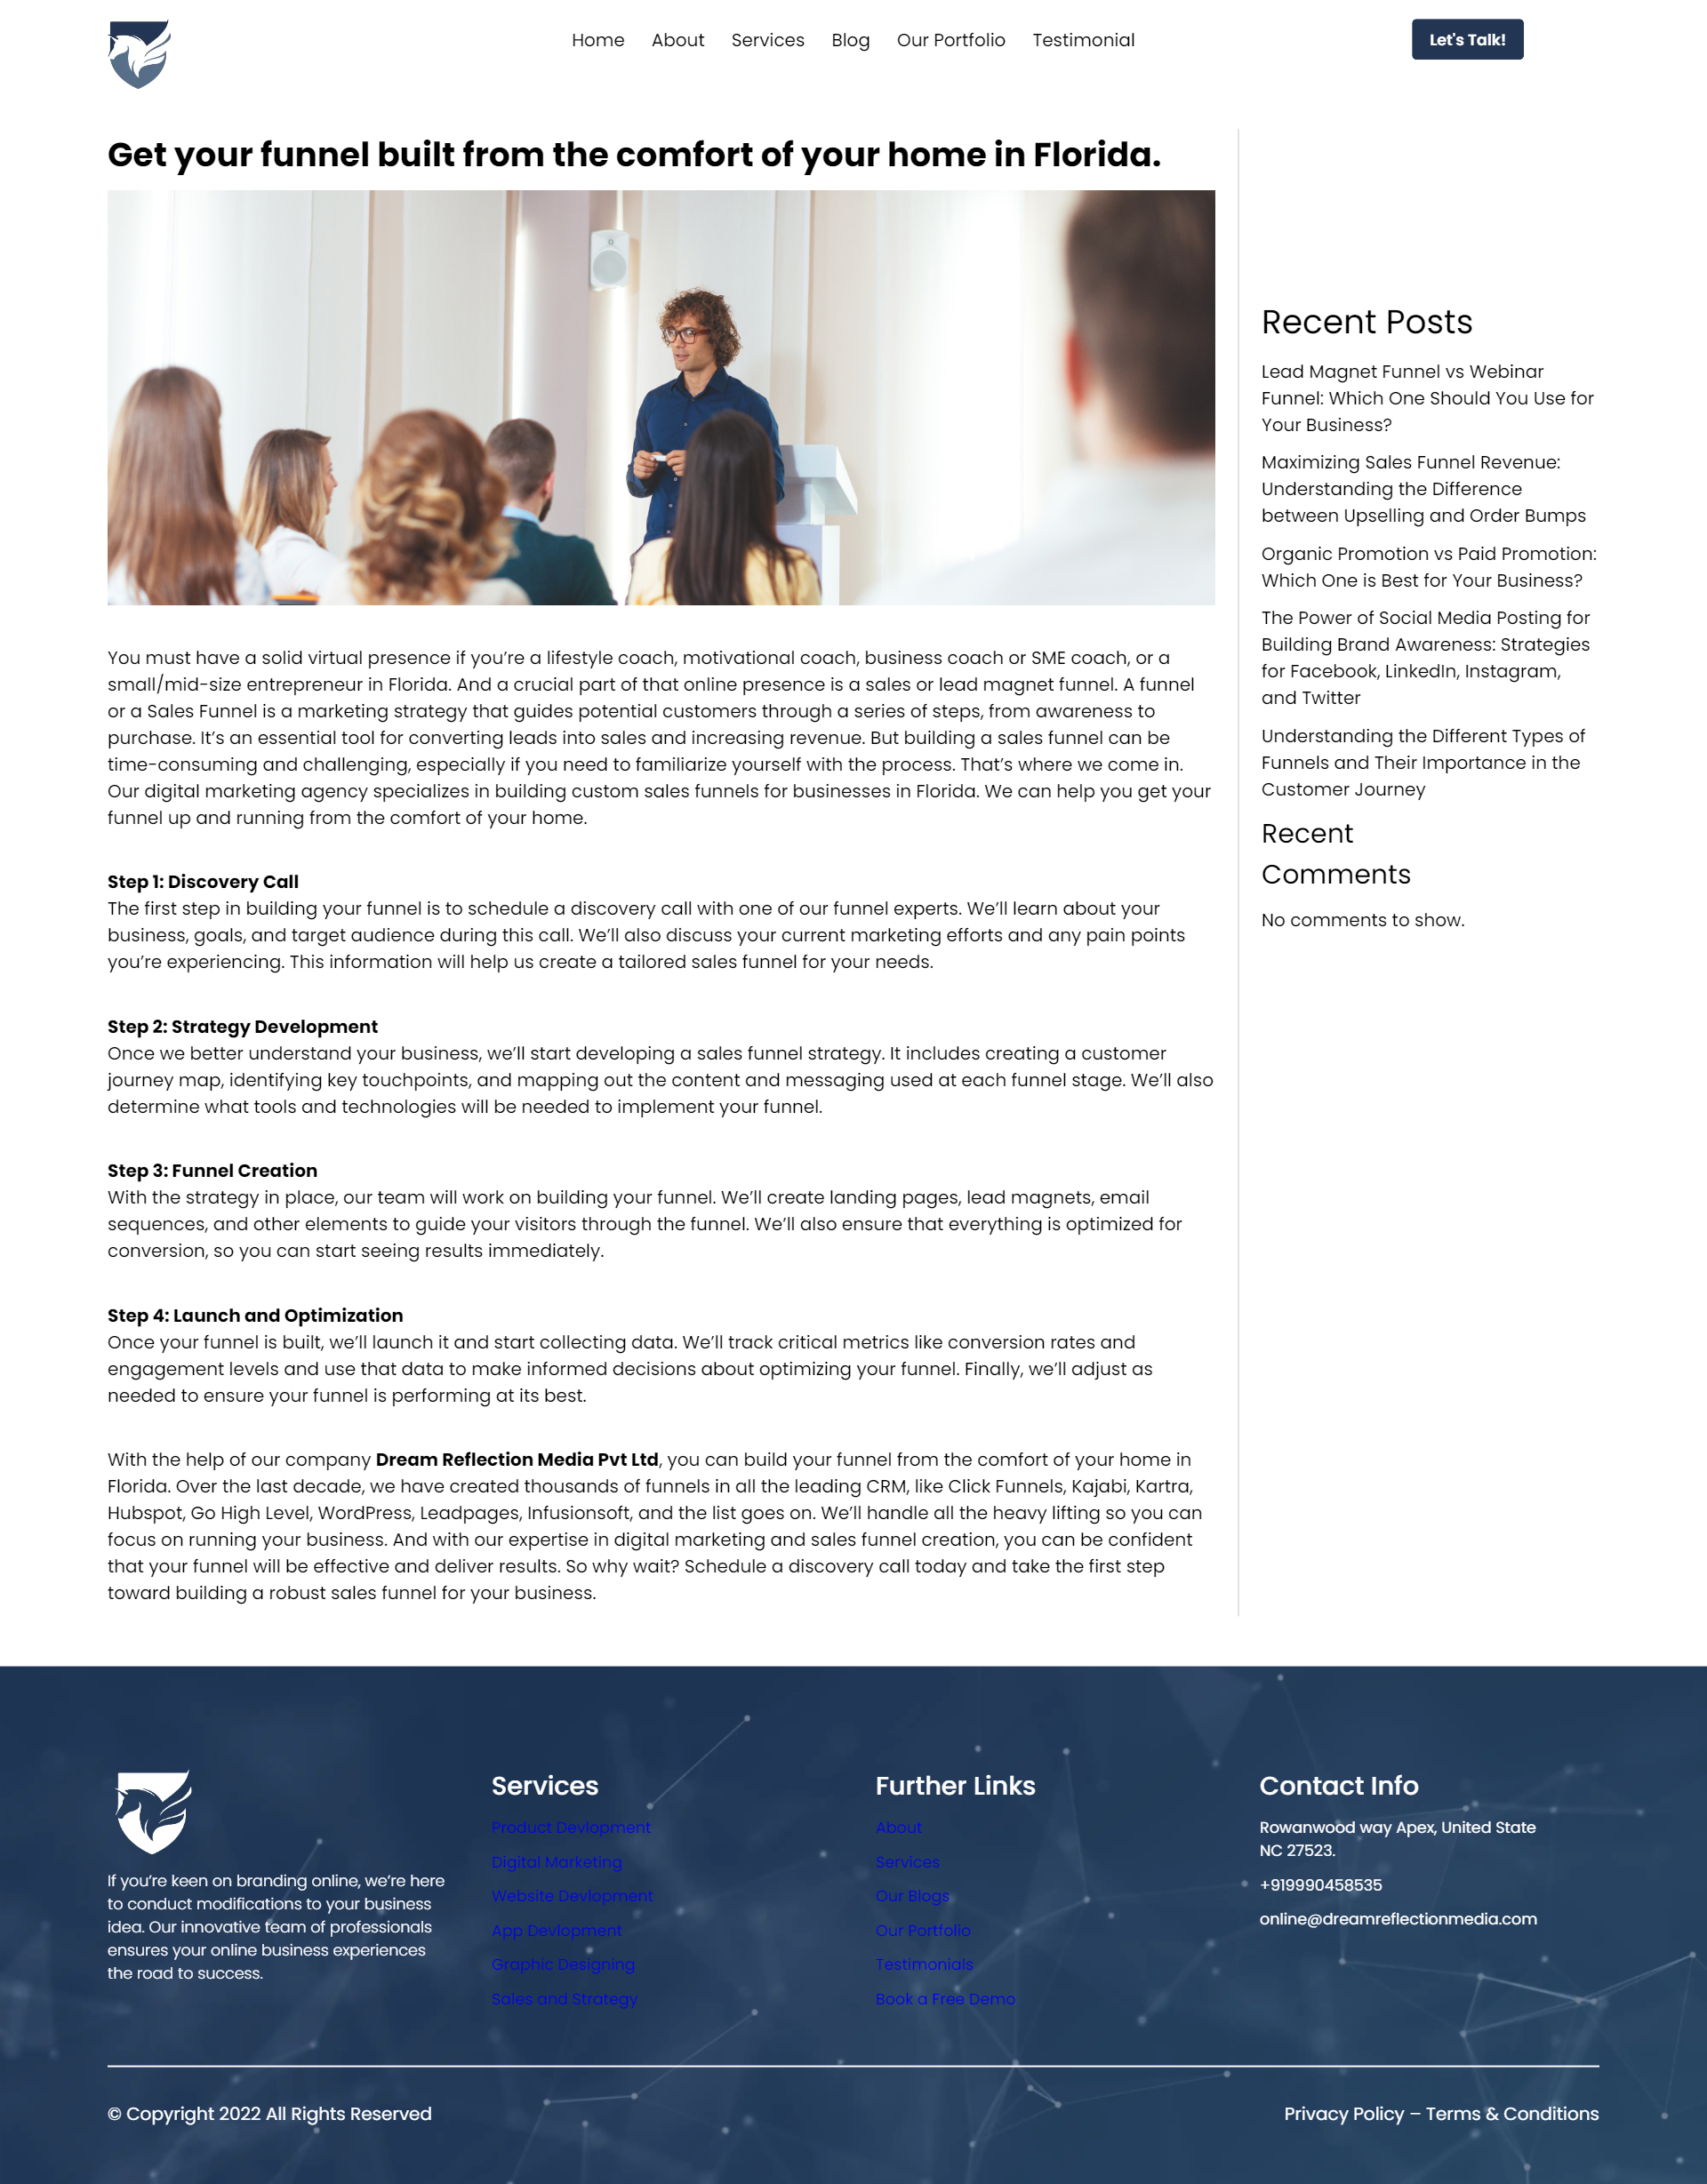 Home About Services Blog Our Portfolio Testimonial
Let's Talk!
Get your funnel built from the comfort of your home in Florida.
You must have a solid virtual presence if you’re a lifestyle coach, motivational coach, business coach or SME coach, or a
small/mid-size entrepreneur in Florida. And a crucial part of that online presence is a sales or lead magnet funnel. A funnel
or a Sales Funnel is a marketing strategy that guides potential customers through a series of steps, from awareness to
purchase. It’s an essential tool for converting leads into sales and increasing revenue. But building a sales funnel can be
time-consuming and challenging, especially if you need to familiarize yourself with the process. That’s where we come in.
Our digital marketing agency specializes in building custom sales funnels for businesses in Florida. We can help you get your
funnel up and running from the comfort of your home.
Step 1: Discovery Call
The first step in building your funnel is to schedule a discovery call with one of our funnel experts. We’ll learn about your
business, goals, and target audience during this call. We’ll also discuss your current marketing efforts and any pain points
you’re experiencing. This information will help us create a tailored sales funnel for your needs.
Step 2: Strategy Development
Once we better understand your business, we’ll start developing a sales funnel strategy. It includes creating a customer
journey map, identifying key touchpoints, and mapping out the content and messaging used at each funnel stage. We’ll also
determine what tools and technologies will be needed to implement your funnel.
Step 3: Funnel Creation
With the strategy in place, our team will work on building your funnel. We’ll create landing pages, lead magnets, email
sequences, and other elements to guide your visitors through the funnel. We’ll also ensure that everything is optimized for
conversion, so you can start seeing results immediately.
Step 4: Launch and Optimization
Once your funnel is built, we’ll launch it and start collecting data. We’ll track critical metrics like conversion rates and
engagement levels and use that data to make informed decisions about optimizing your funnel. Finally, we’ll adjust as
needed to ensure your funnel is performing at its best.
With the help of our company Dream Reflection Media Pvt Ltd, you can build your funnel from the comfort of your home in
Florida. Over the last decade, we have created thousands of funnels in all the leading CRM, like Click Funnels, Kajabi, Kartra,
Hubspot, Go High Level, WordPress, Leadpages, Infusionsoft, and the list goes on. We’ll handle all the heavy lifting so you can
focus on running your business. And with our expertise in digital marketing and sales funnel creation, you can be confident
that your funnel will be effective and deliver results. So why wait? Schedule a discovery call today and take the first step
toward building a robust sales funnel for your business.
Recent Posts
Lead Magnet Funnel vs Webinar
Funnel: Which One Should You Use for
Your Business?
Maximizing Sales Funnel Revenue:
Understanding the Difference
between Upselling and Order Bumps
Organic Promotion vs Paid Promotion:
Which One is Best for Your Business?
The Power of Social Media Posting for
Building Brand Awareness: Strategies
for Facebook, LinkedIn, Instagram,
and Twitter
Understanding the Different Types of
Funnels and Their Importance in the
Customer Journey
Recent
Comments
No comments to show.
If you’re keen on branding online, we’re here
to conduct modifications to your business
idea. Our innovative team of professionals
ensures your online business experiences
the road to success.
Services
Product Devlopment
Digital Marketing
Website Devlopment
App Devlopment
Graphic Designing
Sales and Strategy
Further Links
About
Services
Our Blogs
Our Portfolio
Testimonials
Book a Free Demo
Contact Info
Rowanwood way Apex, United State
NC 27523.
+919990458535
online@dreamreflectionmedia.com
© Copyright 2022 All Rights Reserved
Privacy Policy – Terms & Conditions